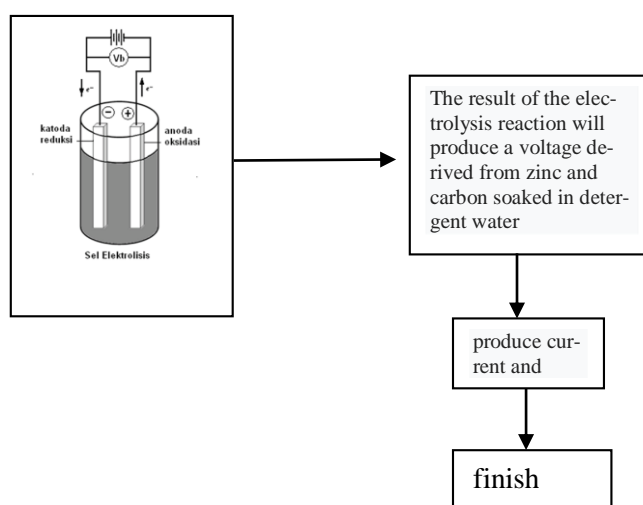 Vb
e⁻
e⁻
− +
katoda
reduksi
anoda
oksidasi
Sel Elektrolisis
The result of the elec-
trolysis reaction will
produce a voltage de-
rived from zinc and
carbon soaked in deter-
gent water
produce cur-
rent and
finish